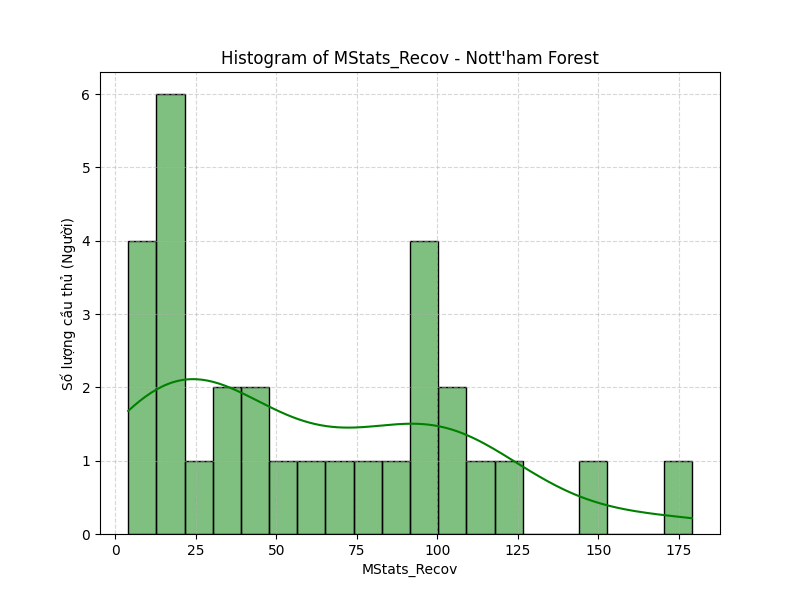 Histogram of MStats_Recov - Nott'ham Forest
Số lượng cầu thủ (Người)
6
5
4
3
2
1
0
0 25 50 75 100 125 150 175
MStats_Recov